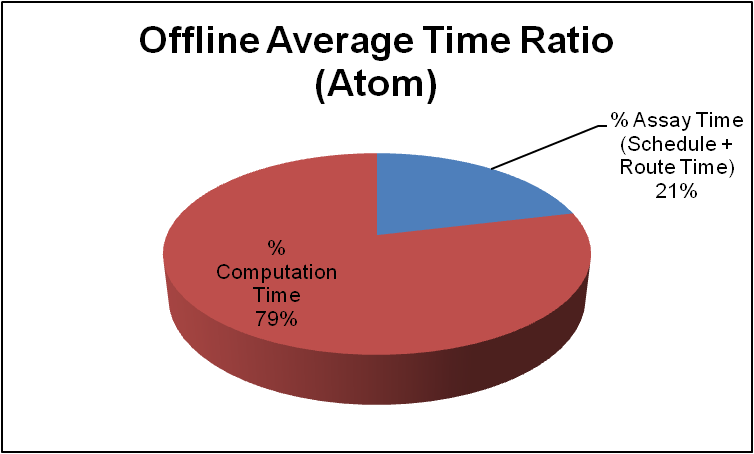 Offline Average Time Ratio
(Atom)
% Assay Time
(Schedule +
Route Time)
21%
%
Computation
Time
79%